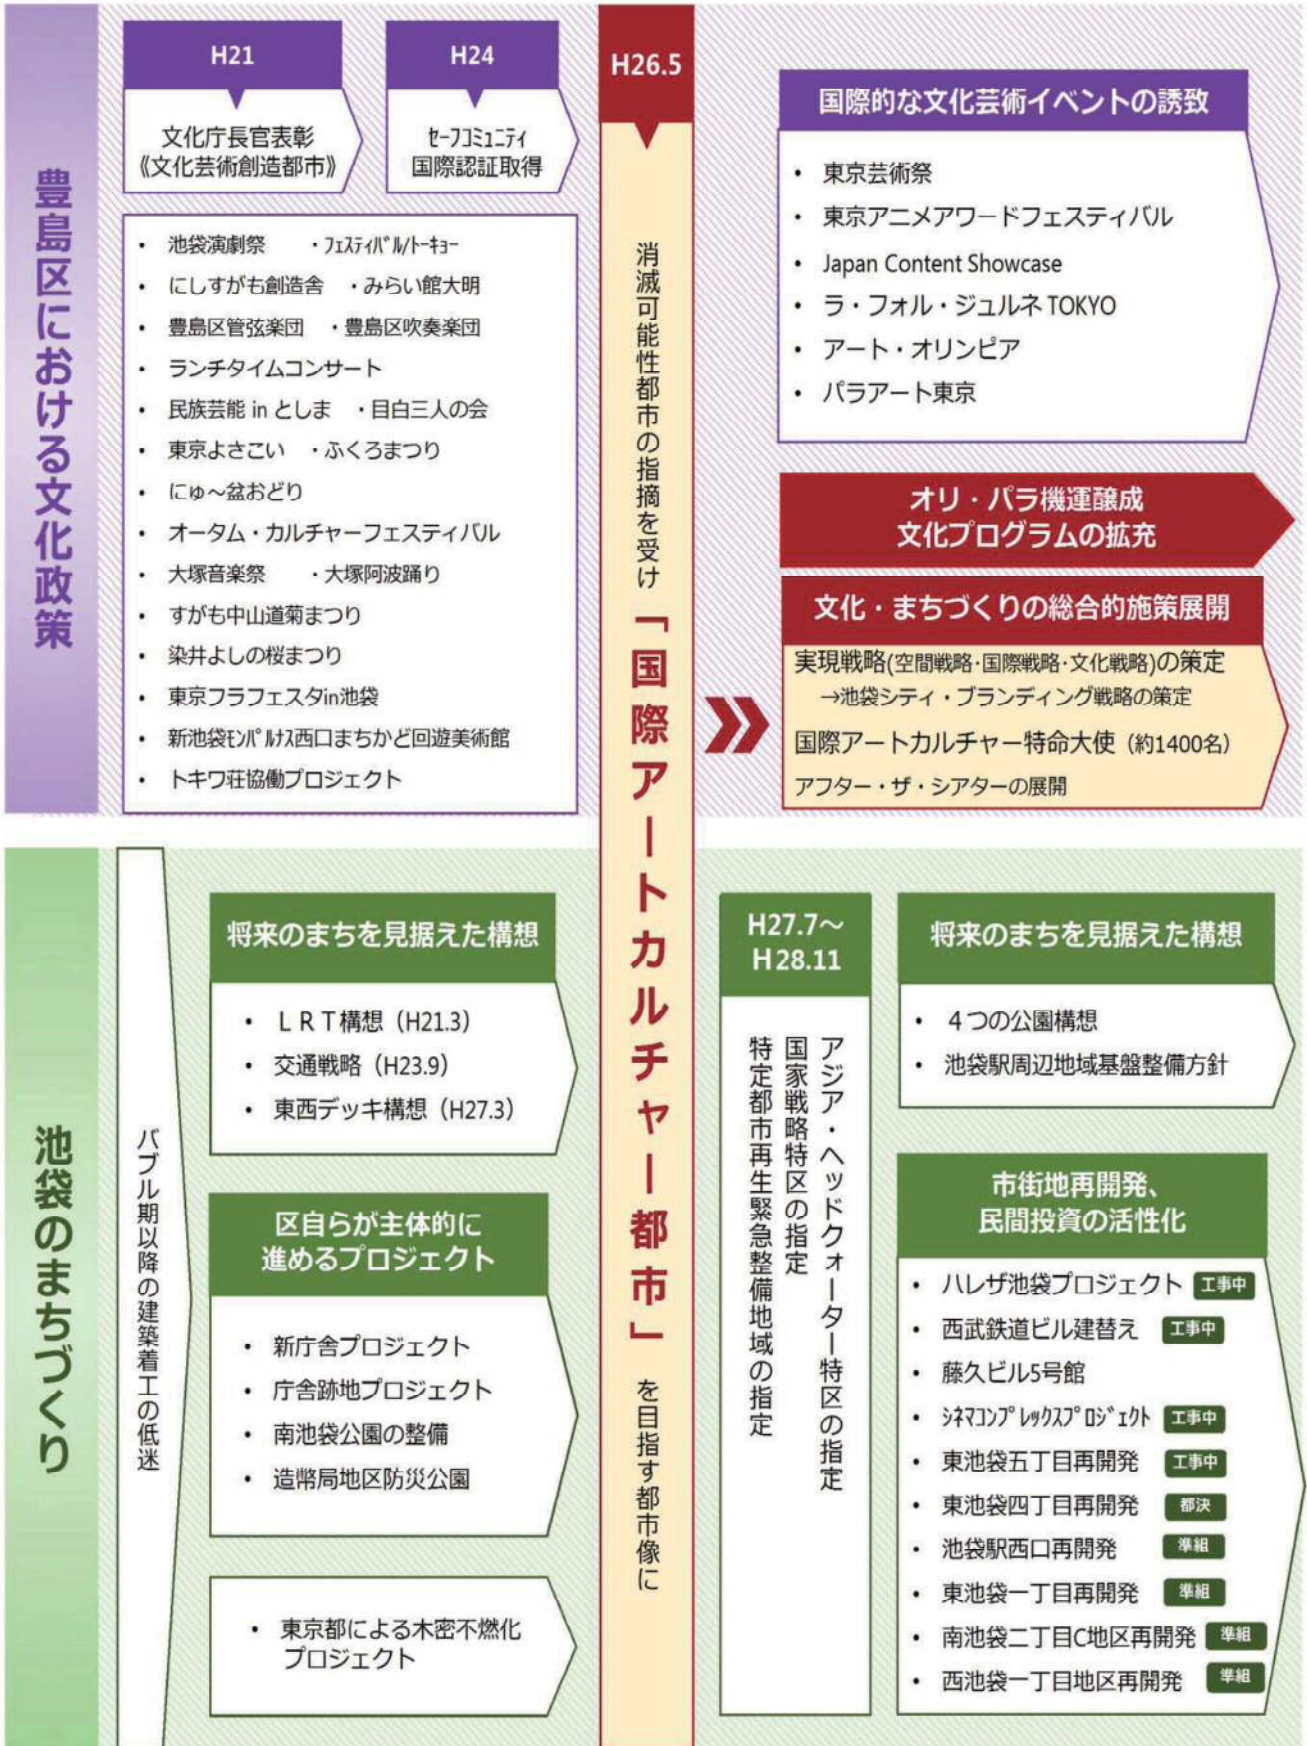 豊島区における文化政策
H21
文化庁長官表彰
《文化芸術創造都市》
H24
ｾｰﾌｺﾐｭﾆﾃｨ
国際認証取得
・ 池袋演劇祭 ・ﾌｪｽﾃｨﾊﾞﾙ/ﾄｰｷｮｰ
・ にしすがも創造舎 ・みらい館大明
・ 豊島区管弦楽団 ・豊島区吹奏楽団
・ ランチタイムコンサート
・ 民族芸能 in としま ・目白三人の会
・ 東京よさこい ・ふくろまつり
・ にゅ～盆おどり
・ オータム・カルチャーフェスティバル
・ 大塚音楽祭 ・大塚阿波踊り
・ すがも中山道菊まつり
・ 染井よしの桜まつり
・ 東京フラフェスタin池袋
・ 新池袋ﾓﾝﾊﾟﾙﾅｽ西口まちかど回遊美術館
・ トキワ荘協働プロジェクト
H26.5
消滅可能性都市の指摘を受け「国際アートカルチャー都市」を目指す都市像に
国際的な文化芸術イベントの誘致
・ 東京芸術祭
・ 東京アニメアワードフェスティバル
・ Japan Content Showcase
・ ラ・フォル・ジュルネ TOKYO
・ アート・オリンピア
・ パラアート東京
オリ・パラ機運醸成
文化プログラムの拡充
文化・まちづくりの総合的施策展開
実現戦略(空間戦略･国際戦略･文化戦略)の策定
→池袋シティ・ブランディング戦略の策定
国際アートカルチャー特命大使（約1400名）
アフター・ザ・シアターの展開
池袋のまちづくり
バブル期以降の建築着工の低迷
将来のまちを見据えた構想
・ ＬＲＴ構想（H21.3）
・ 交通戦略（H23.9）
・ 東西デッキ構想（H27.3）
区自らが主体的に
進めるプロジェクト
・ 新庁舎プロジェクト
・ 庁舎跡地プロジェクト
・ 南池袋公園の整備
・ 造幣局地区防災公園
・ 東京都による木密不燃化
プロジェクト
H27.7～
H28.11
アジア・ヘッドクォーター特区の指定
国家戦略特区の指定
特定都市再生緊急整備地域の指定
将来のまちを見据えた構想
・ ４つの公園構想
・ 池袋駅周辺地域基盤整備方針
市街地再開発、
民間投資の活性化
・ ハレザ池袋プロジェクト 工事中
・ 西武鉄道ビル建替え 工事中
・ 藤久ビル5号館
・ ｼﾈﾏｺﾝﾌﾟﾚｯｸｽﾌﾟﾛｼﾞｪｸﾄ 工事中
・ 東池袋五丁目再開発 工事中
・ 東池袋四丁目再開発 都決
・ 池袋駅西口再開発 準組
・ 東池袋一丁目再開発 準組
・ 南池袋二丁目C地区再開発 準組
・ 西池袋一丁目地区再開発 準組